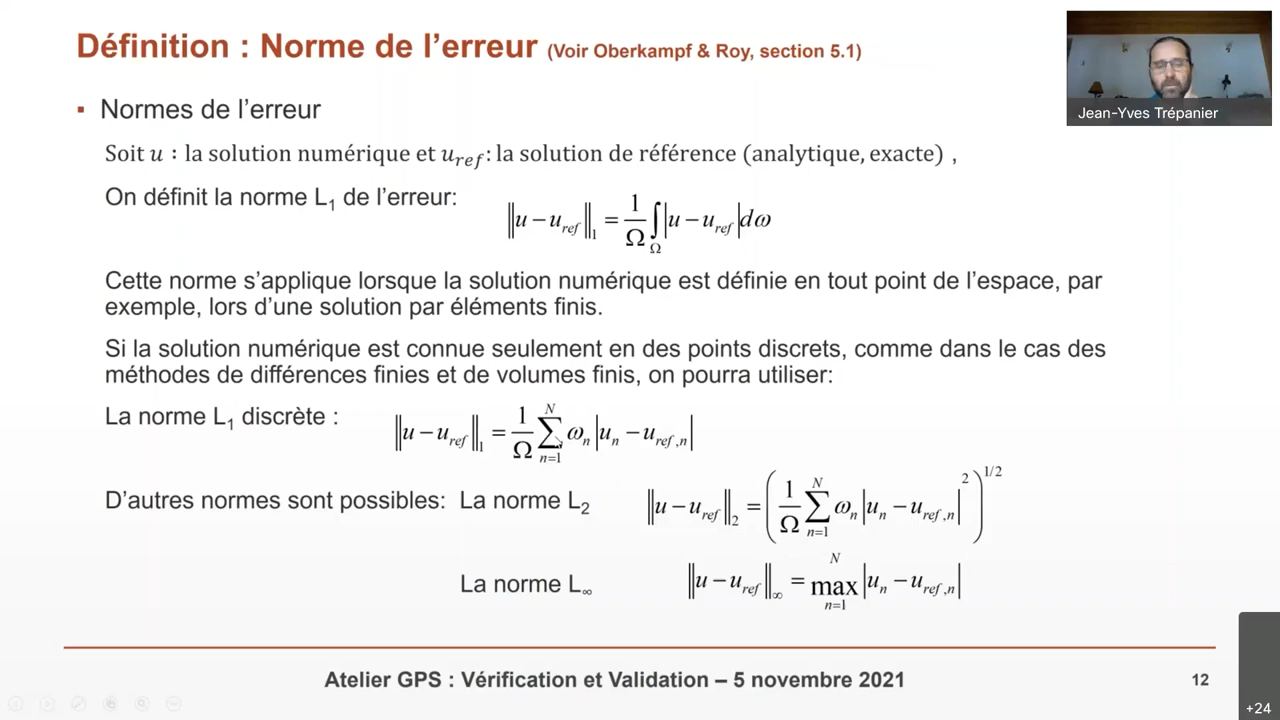 Définition : Norme de l'erreur (Voir Oberkampf & Roy, section 5.1)
Jean-Yves Trépanier
▪ Normes de l'erreur
Soit u : la solution numérique et u_ref: la solution de référence (analytique, exacte) ,
On définit la norme L₁ de l'erreur: ‖u − u_ref‖₁ = 1/Ω ∫_Ω |u − u_ref| dω
Cette norme s'applique lorsque la solution numérique est définie en tout point de l'espace, par
exemple, lors d'une solution par éléments finis.
Si la solution numérique est connue seulement en des points discrets, comme dans le cas des
méthodes de différences finies et de volumes finis, on pourra utiliser:
La norme L₁ discrète : ‖u − u_ref‖₁ = 1/Ω ∑_{n=1}^{N} ω_n |u_n − u_ref,n|
D'autres normes sont possibles: La norme L₂ ‖u − u_ref‖₂ = (1/Ω ∑_{n=1}^{N} ω_n |u_n − u_ref,n|²)^{1/2}
La norme L∞ ‖u − u_ref‖∞ = max_{n=1}^{N} |u_n − u_ref,n|
Atelier GPS : Vérification et Validation – 5 novembre 2021
12
+24